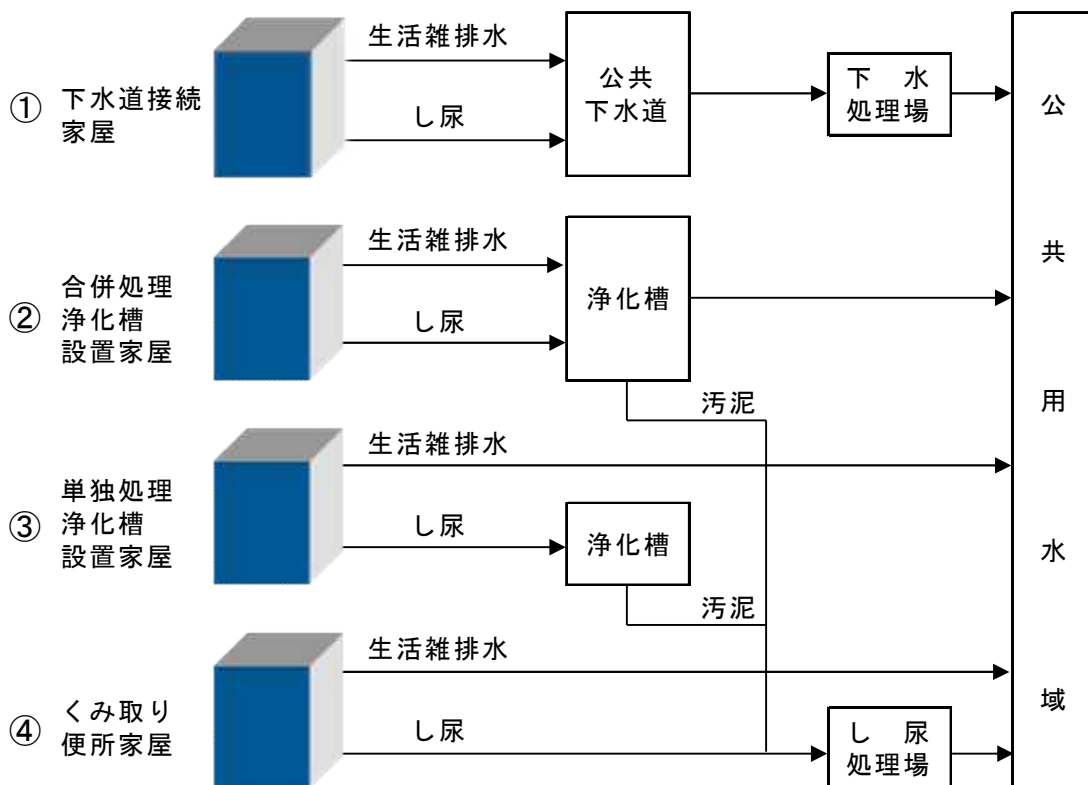 生活雑排水
① 下水道接続
家屋
し尿
公共
下水道
下 水
処理場
生活雑排水
② 合併処理
浄化槽
設置家屋
し尿
浄化槽
汚泥
生活雑排水
③ 単独処理
浄化槽
設置家屋
し尿
浄化槽
汚泥
生活雑排水
④ くみ取り
便所家屋
し尿
し 尿
処理場
公
共
用
水
域